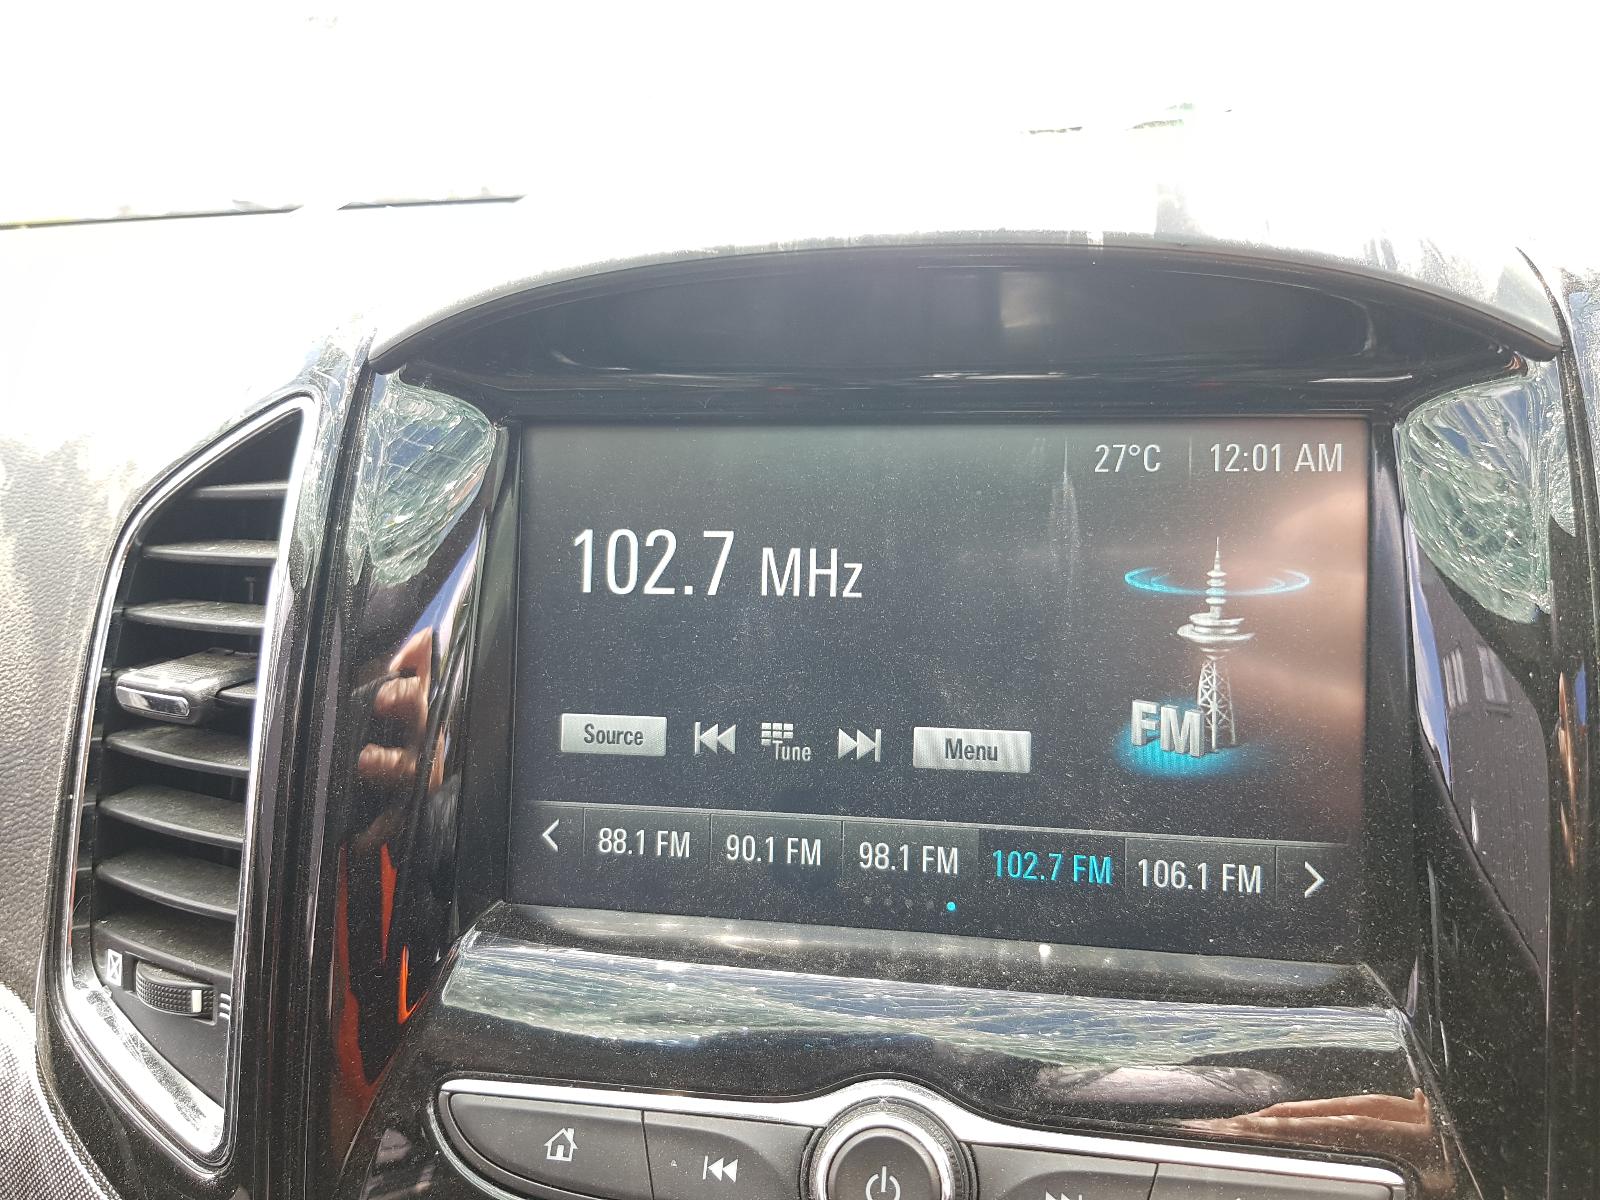 27°C 12:01 AM
102.7 MHz
FM
Source Tune Menu
88.1 FM 90.1 FM 98.1 FM 102.7 FM 106.1 FM